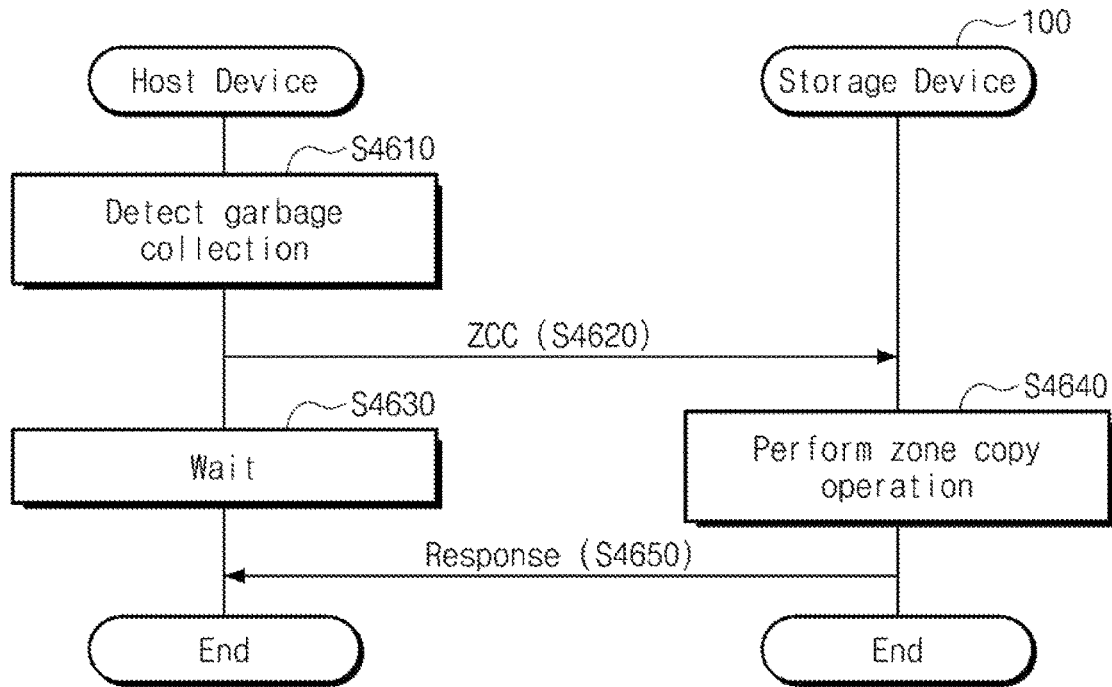 100
Host Device
Storage Device
S4610
Detect garbage
collection
ZCC (S4620)
S4630
S4640
Wait
Perform zone copy
operation
Response (S4650)
End
End